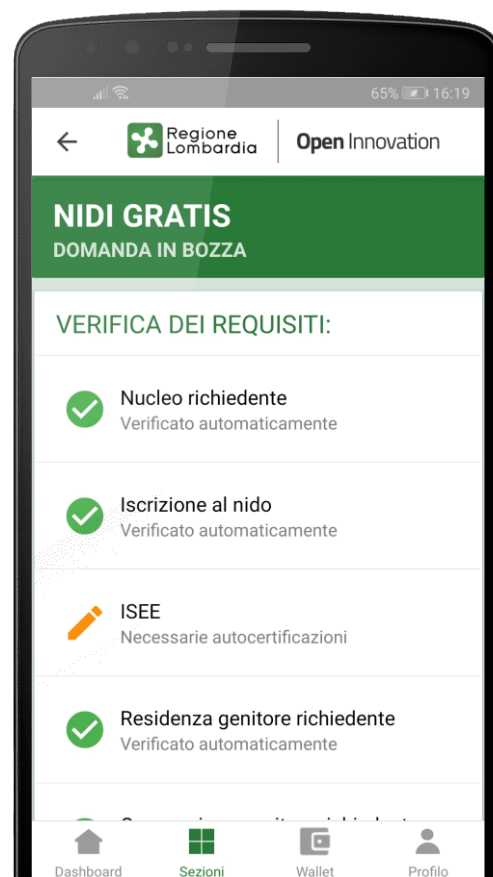 65% 16:19
Regione
Lombardia
Open Innovation
NIDI GRATIS
DOMANDA IN BOZZA
VERIFICA DEI REQUISITI:
Nucleo richiedente
Verificato automaticamente
Iscrizione al nido
Verificato automaticamente
ISEE
Necessarie autocertificazioni
Residenza genitore richiedente
Verificato automaticamente
Dashboard
Sezioni
Wallet
Profilo